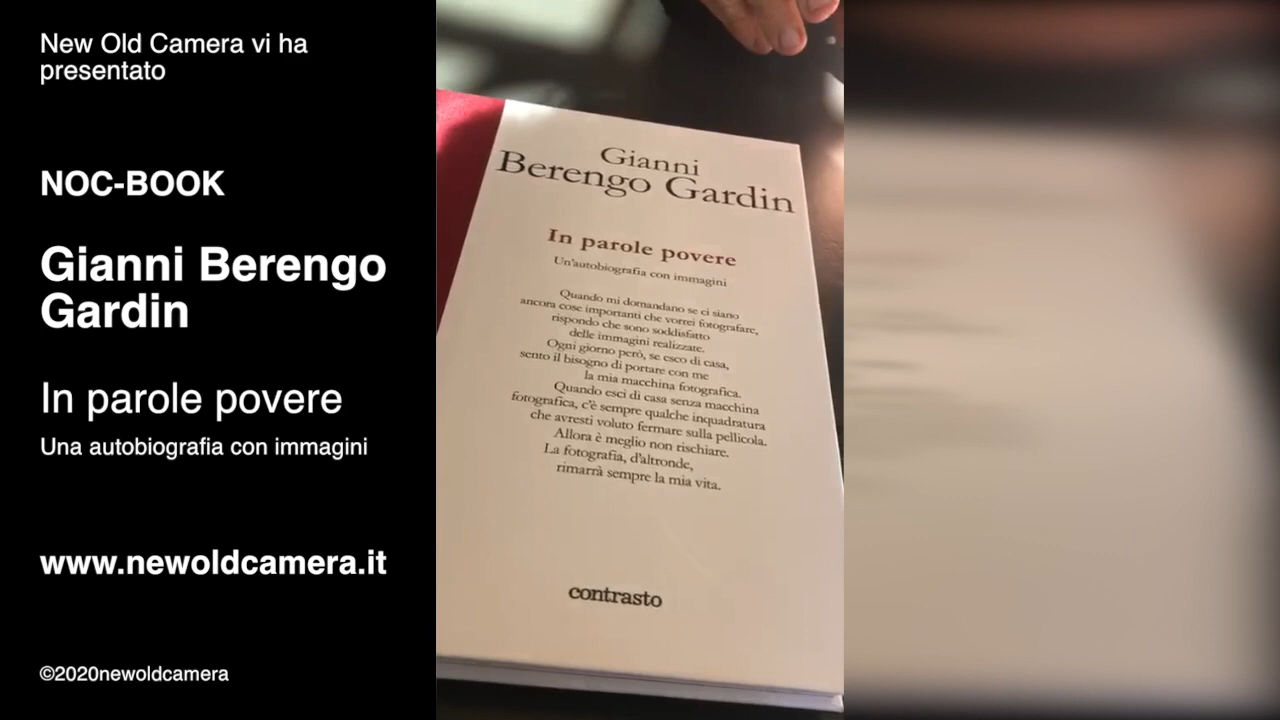 New Old Camera vi ha
presentato
NOC-BOOK
Gianni Berengo
Gardin
In parole povere
Una autobiografia con immagini
www.newoldcamera.it
©2020newoldcamera
Gianni
Berengo Gardin
In parole povere
Un'autobiografia con immagini
Quando mi domandano se ci siano
ancora cose importanti che vorrei fotografare,
rispondo che sono soddisfatto
delle immagini realizzate.
Ogni giorno però, se esco di casa,
sento il bisogno di portare con me
la mia macchina fotografica.
Quando esci di casa senza macchina
fotografica, c'è sempre qualche inquadratura
che avresti voluto fermare sulla pellicola.
Allora è meglio non rischiare.
La fotografia, d'altronde,
rimarrà sempre la mia vita.
contrasto